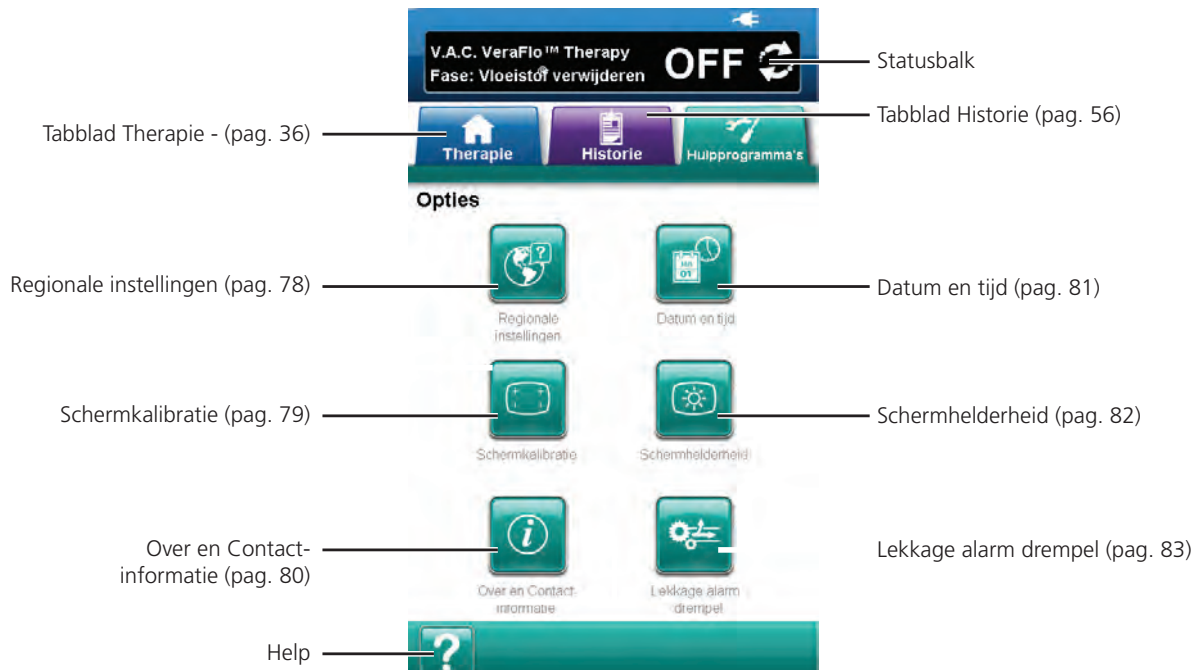 V.A.C. VeraFlo™ Therapy
Fase: Vloeistof verwijderen
OFF
Statusbalk
Tabblad Therapie - (pag. 36)
Tabblad Historie (pag. 56)
Therapie
Historie
Hulpprogramma's
Opties
Regionale instellingen (pag. 78)
Datum en tijd (pag. 81)
JAN
01
Regionale
instellingen
Datum en tijd
Schermkalibratie (pag. 79)
Schermhelderheid (pag. 82)
Schermkalibratie
Schermhelderheid
Over en Contact-
informatie (pag. 80)
Lekkage alarm drempel (pag. 83)
Over en Contact
informatie
Lekkage alarm
drempel
Help
?